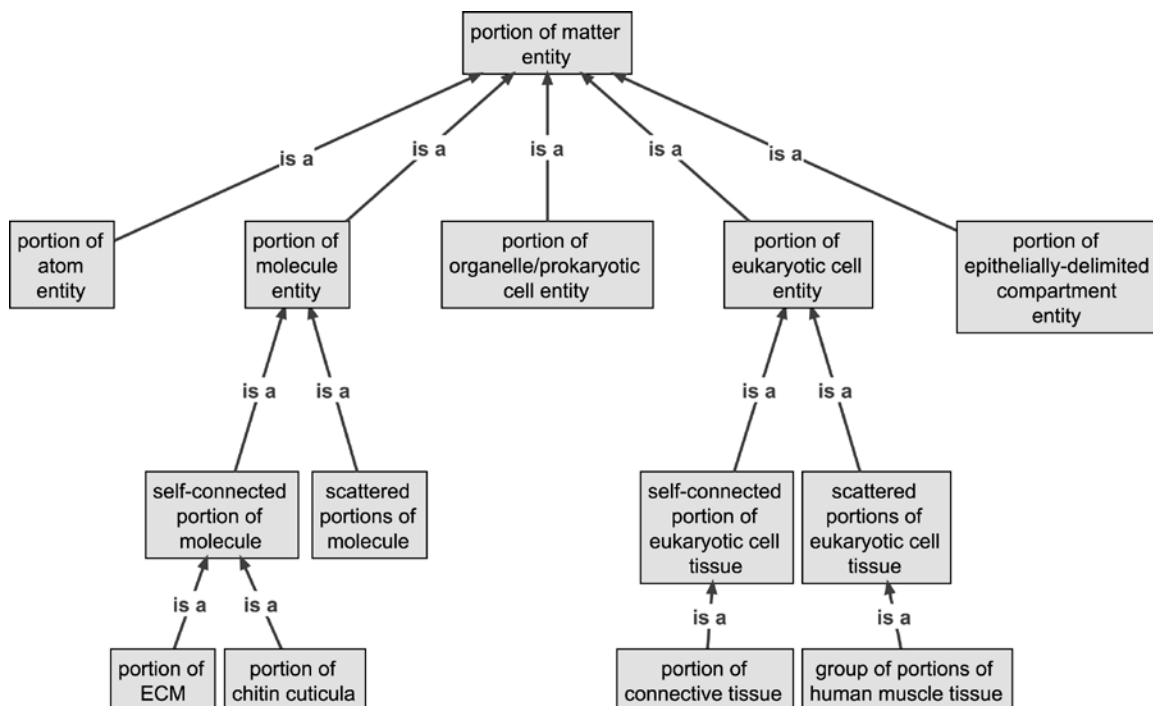 portion of matter
entity
is a
is a
is a
is a
is a
portion of
atom
entity
portion of
molecule
entity
portion of
organelle/prokaryotic
cell entity
portion of
eukaryotic cell
entity
portion of
epithelially-delimited
compartment
entity
is a
is a
is a
is a
self-connected
portion of
molecule
scattered
portions of
molecule
self-connected
portion of
eukaryotic cell
tissue
scattered
portions of
eukaryotic cell
tissue
is a
is a
is a
is a
portion of
ECM
portion of
chitin cuticula
portion of
connective tissue
group of portions of
human muscle tissue